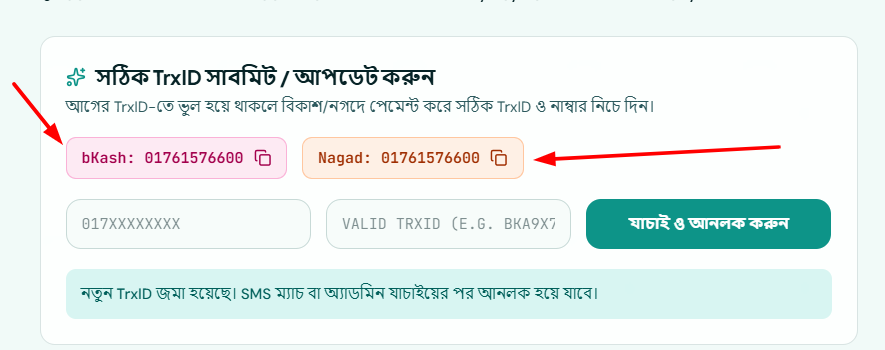 সঠিক TrxID সাবমিট / আপডেট করুন
আগের TrxID-তে ভুল হয়ে থাকলে বিকাশ/নগদে পেমেন্ট করে সঠিক TrxID ও নাম্বার নিচে দিন।
bKash: 01761576600 Nagad: 01761576600
017XXXXXXXX VALID TRXID (E.G. BKA9X7 যাচাই ও আনলক করুন
নতুন TrxID জমা হয়েছে। SMS ম্যাচ বা অ্যাডমিন যাচাইয়ের পর আনলক হয়ে যাবে।